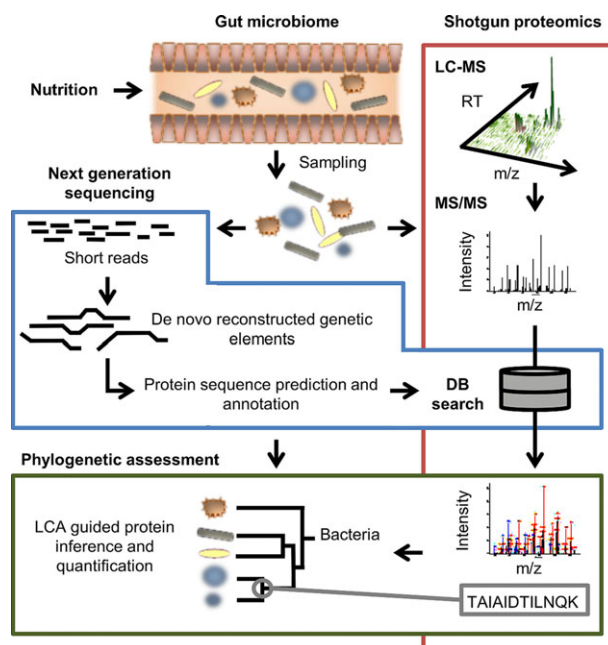 Gut microbiome
Shotgun proteomics
Nutrition
LC-MS
RT
m/z
Sampling
Next generation
sequencing
MS/MS
Short reads
Intensity
m/z
De novo reconstructed genetic
elements
Protein sequence prediction and
annotation
DB
search
Phylogenetic assessment
LCA guided protein
inference and
quantification
Bacteria
Intensity
m/z
TAIAIDTILNQK